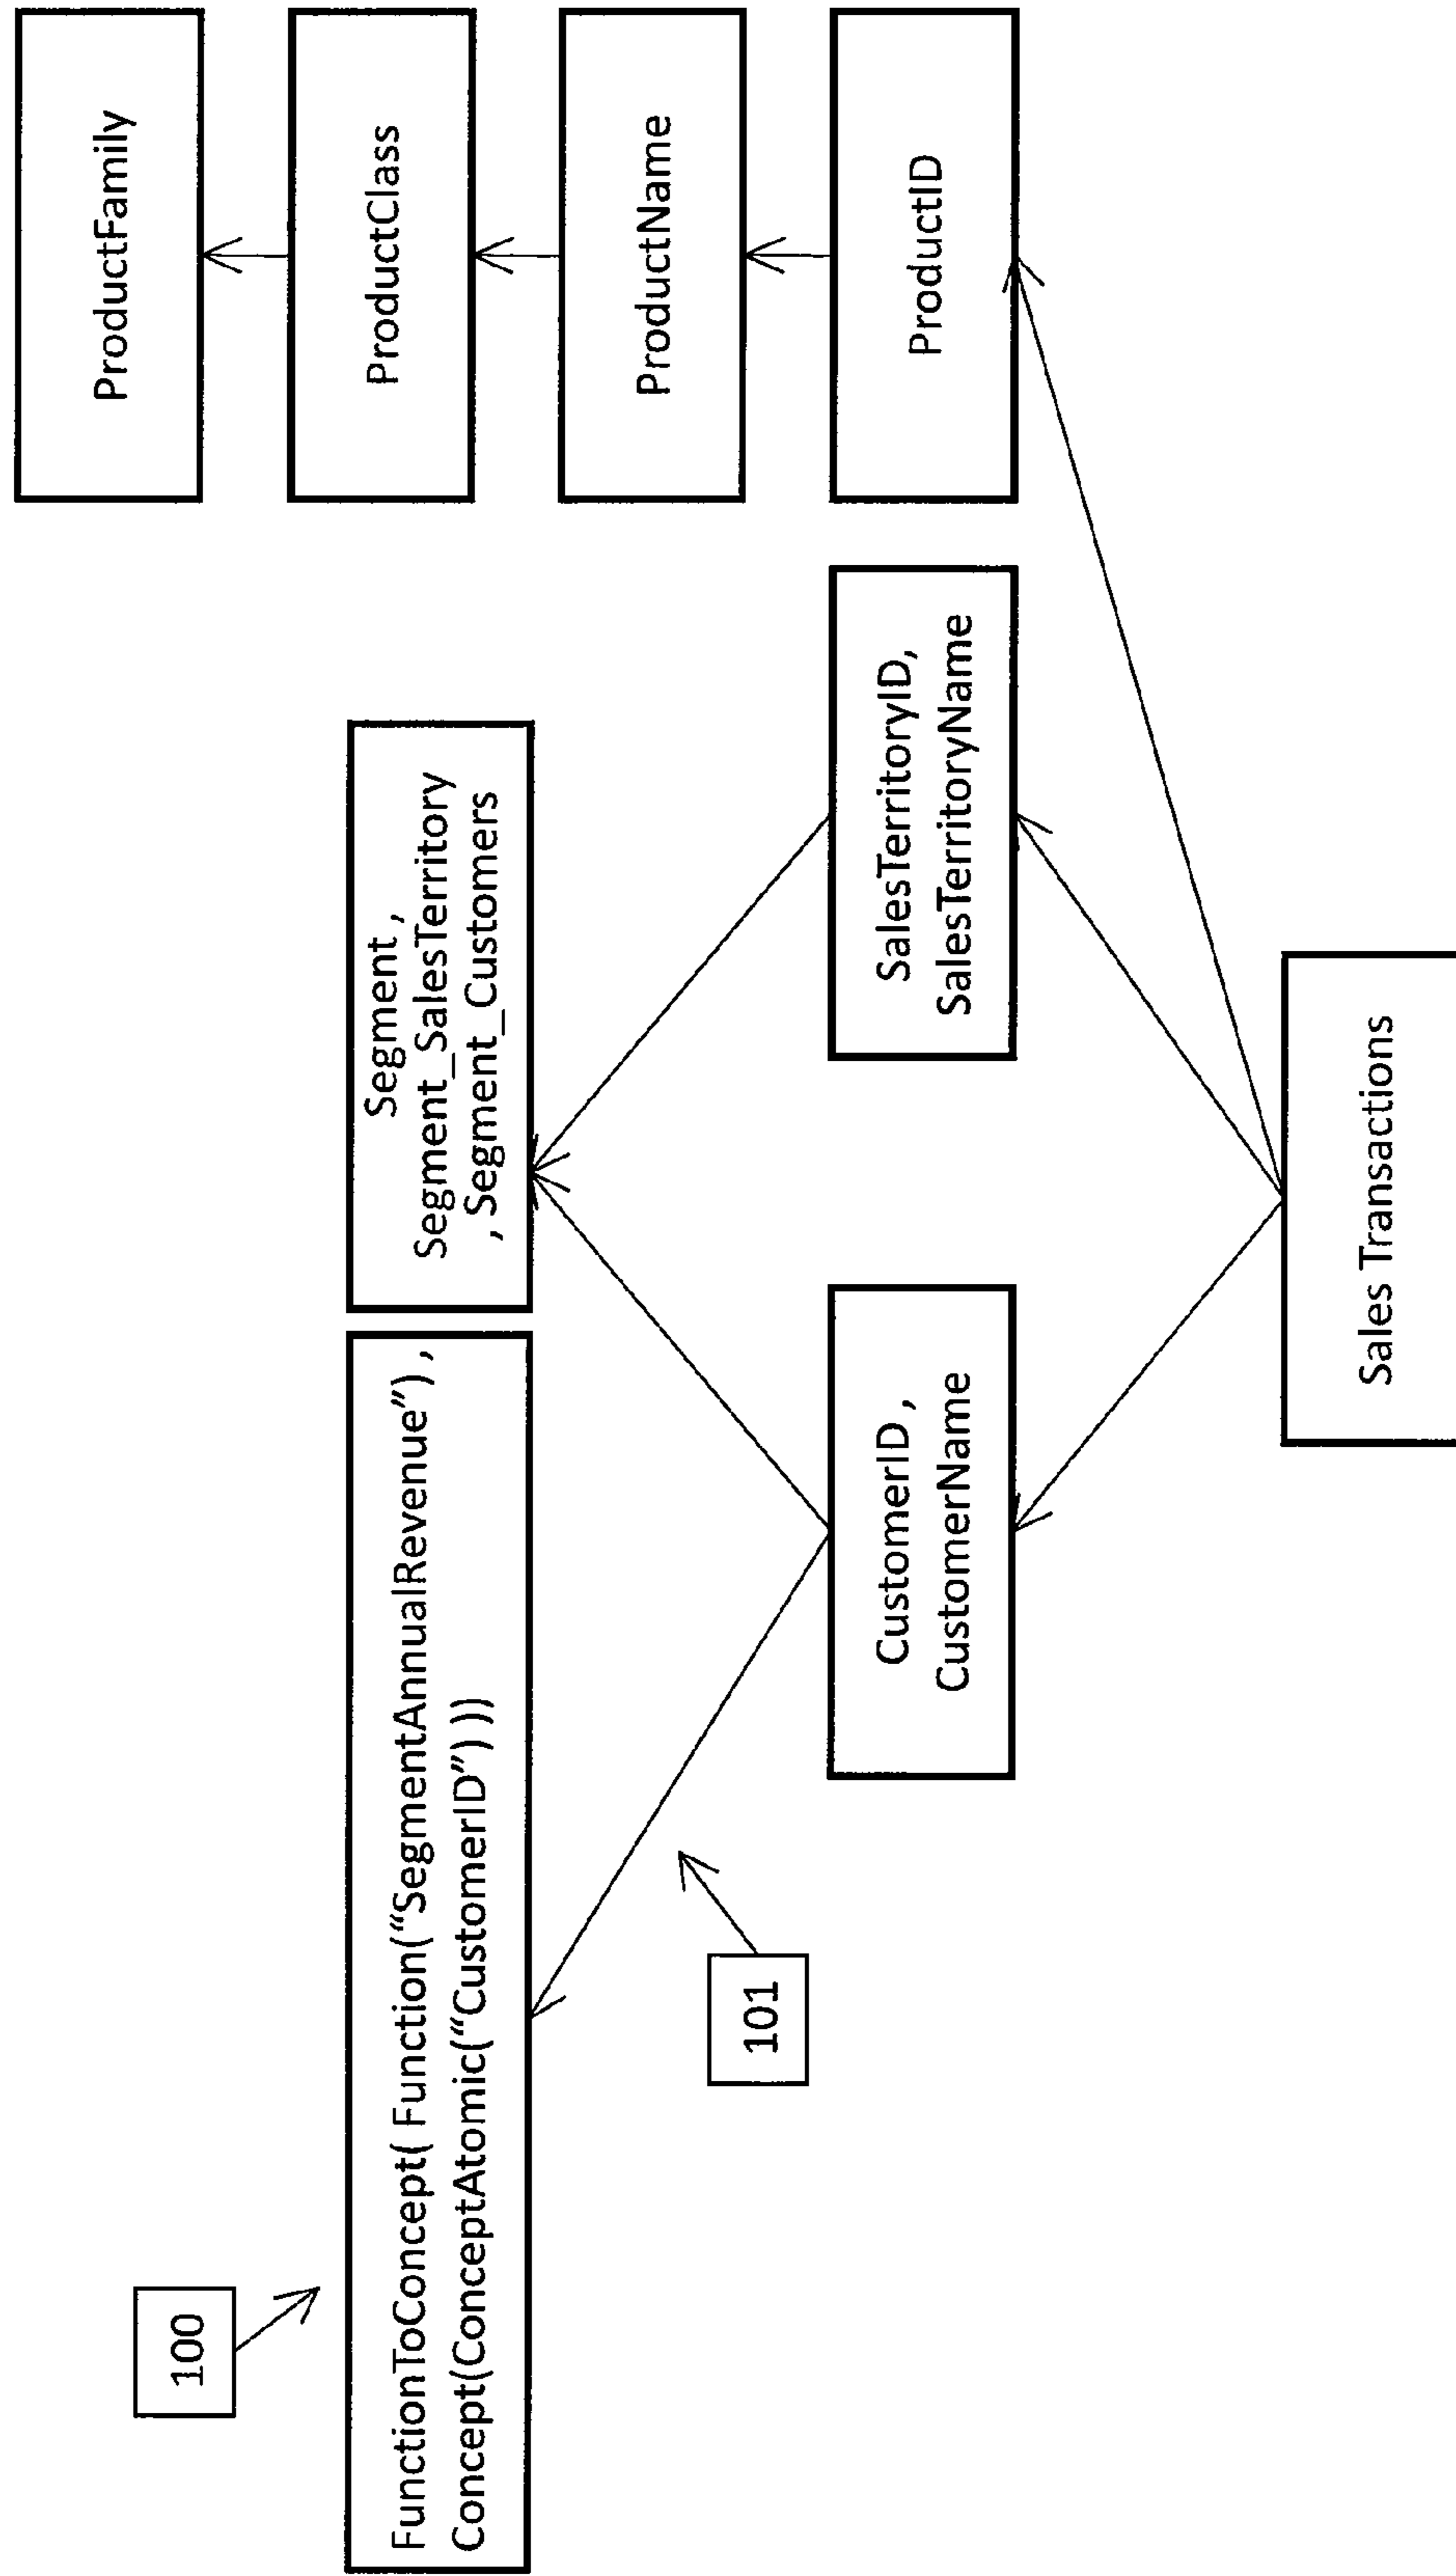 100
FunctionToConcept( Function(“SegmentAnnualRevenue”) ,
Concept(ConceptAtomic(“CustomerID”) ))
Segment ,
Segment_SalesTerritory
, Segment_Customers
ProductFamily
ProductClass
ProductName
ProductID
101
CustomerID ,
CustomerName
SalesTerritoryID,
SalesTerritoryName
Sales Transactions